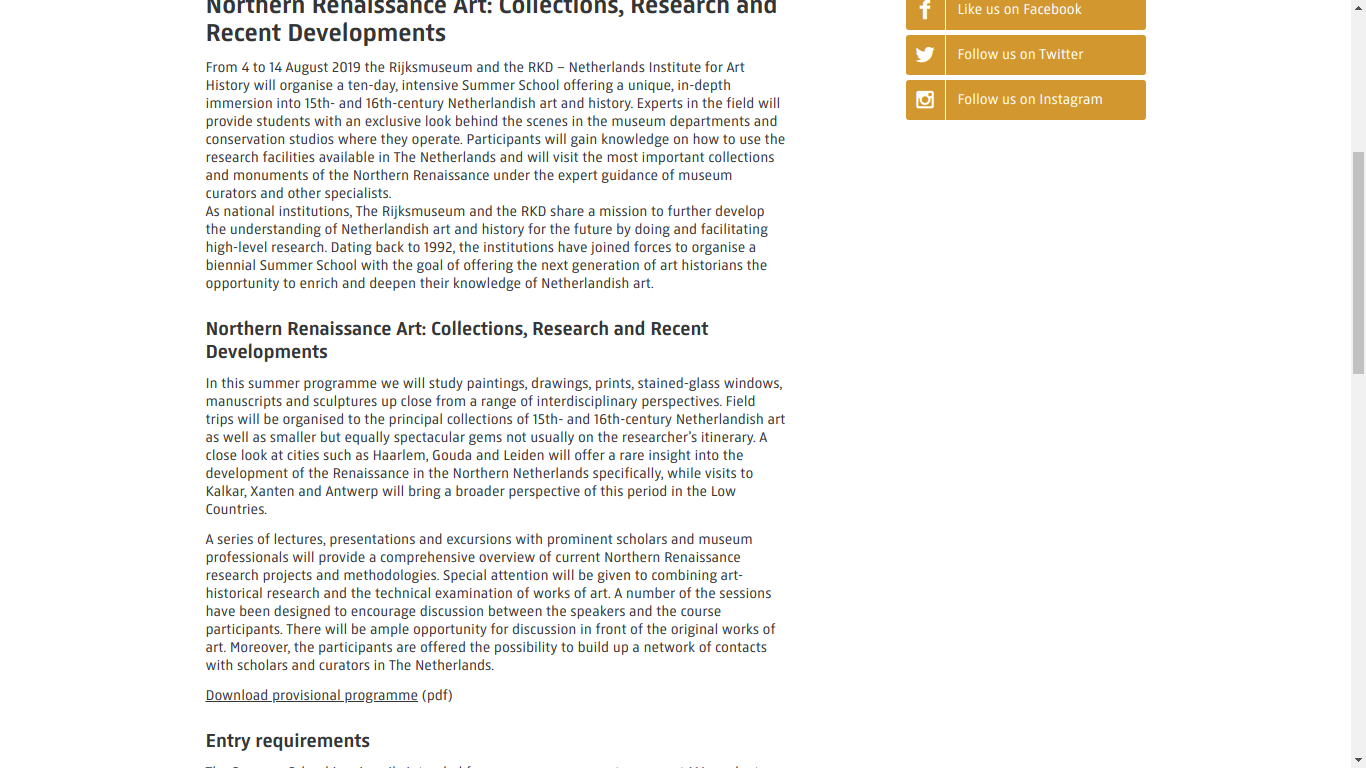 Northern Renaissance Art: Collections, Research and
Recent Developments
From 4 to 14 August 2019 the Rijksmuseum and the RKD – Netherlands Institute for Art
History will organise a ten-day, intensive Summer School offering a unique, in-depth
immersion into 15th- and 16th-century Netherlandish art and history. Experts in the field will
provide students with an exclusive look behind the scenes in the museum departments and
conservation studios where they operate. Participants will gain knowledge on how to use the
research facilities available in The Netherlands and will visit the most important collections
and monuments of the Northern Renaissance under the expert guidance of museum
curators and other specialists.
As national institutions, The Rijksmuseum and the RKD share a mission to further develop
the understanding of Netherlandish art and history for the future by doing and facilitating
high-level research. Dating back to 1992, the institutions have joined forces to organise a
biennial Summer School with the goal of offering the next generation of art historians the
opportunity to enrich and deepen their knowledge of Netherlandish art.
Northern Renaissance Art: Collections, Research and Recent
Developments
In this summer programme we will study paintings, drawings, prints, stained-glass windows,
manuscripts and sculptures up close from a range of interdisciplinary perspectives. Field
trips will be organised to the principal collections of 15th- and 16th-century Netherlandish art
as well as smaller but equally spectacular gems not usually on the researcher's itinerary. A
close look at cities such as Haarlem, Gouda and Leiden will offer a rare insight into the
development of the Renaissance in the Northern Netherlands specifically, while visits to
Kalkar, Xanten and Antwerp will bring a broader perspective of this period in the Low
Countries.
A series of lectures, presentations and excursions with prominent scholars and museum
professionals will provide a comprehensive overview of current Northern Renaissance
research projects and methodologies. Special attention will be given to combining art-
historical research and the technical examination of works of art. A number of the sessions
have been designed to encourage discussion between the speakers and the course
participants. There will be ample opportunity for discussion in front of the original works of
art. Moreover, the participants are offered the possibility to build up a network of contacts
with scholars and curators in The Netherlands.
Download provisional programme (pdf)
Entry requirements
Like us on Facebook
Follow us on Twitter
Follow us on Instagram